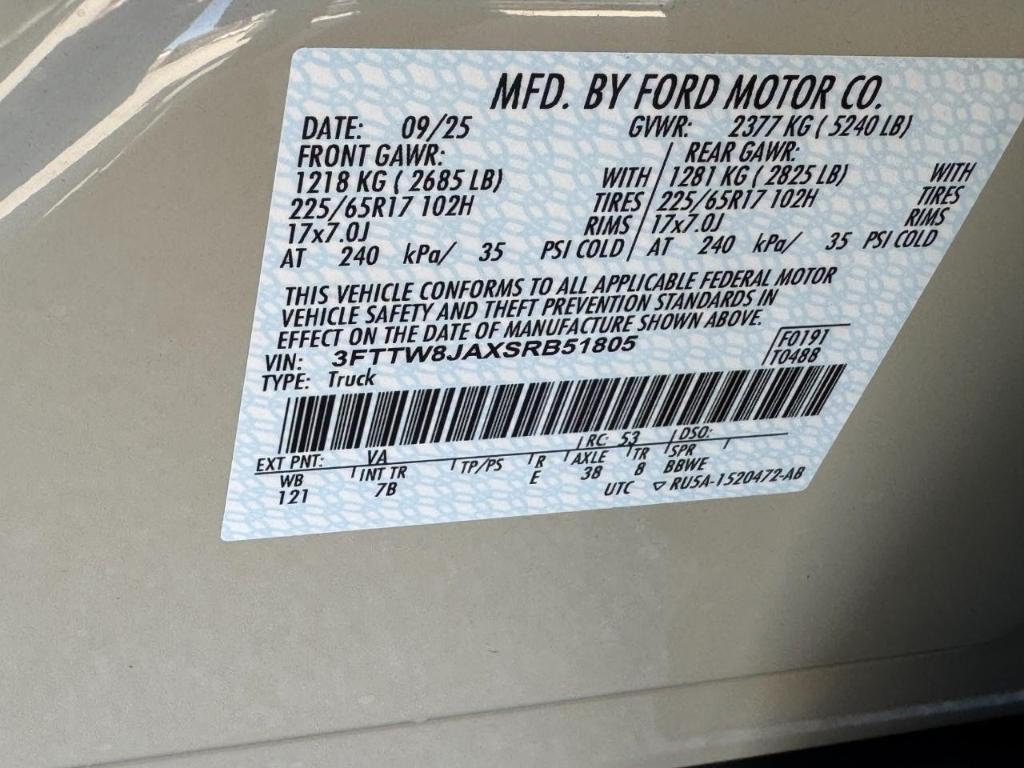 MFD. BY FORD MOTOR CO.
DATE: 09/25 GVWR: 2377 KG ( 5240 LB)
FRONT GAWR: REAR GAWR:
1218 KG ( 2685 LB) WITH 1281 KG ( 2825 LB) WITH
225/65R17 102H TIRES 225/65R17 102H TIRES
17x7.0J RIMS 17x7.0J RIMS
AT 240 kPa/ 35 PSI COLD AT 240 kPa/ 35 PSI COLD
THIS VEHICLE CONFORMS TO ALL APPLICABLE FEDERAL MOTOR
VEHICLE SAFETY AND THEFT PREVENTION STANDARDS IN
EFFECT ON THE DATE OF MANUFACTURE SHOWN ABOVE.
VIN: 3FTTW8JAXSRB51805 F0191
TYPE: Truck T0488
EXT PNT: VA RC: 53 DSO:
WB INT TR TP/PS R AXLE TR SPR
121 7B E 38 8 BBWE
UTC ▽ RU5A-1520472-AB